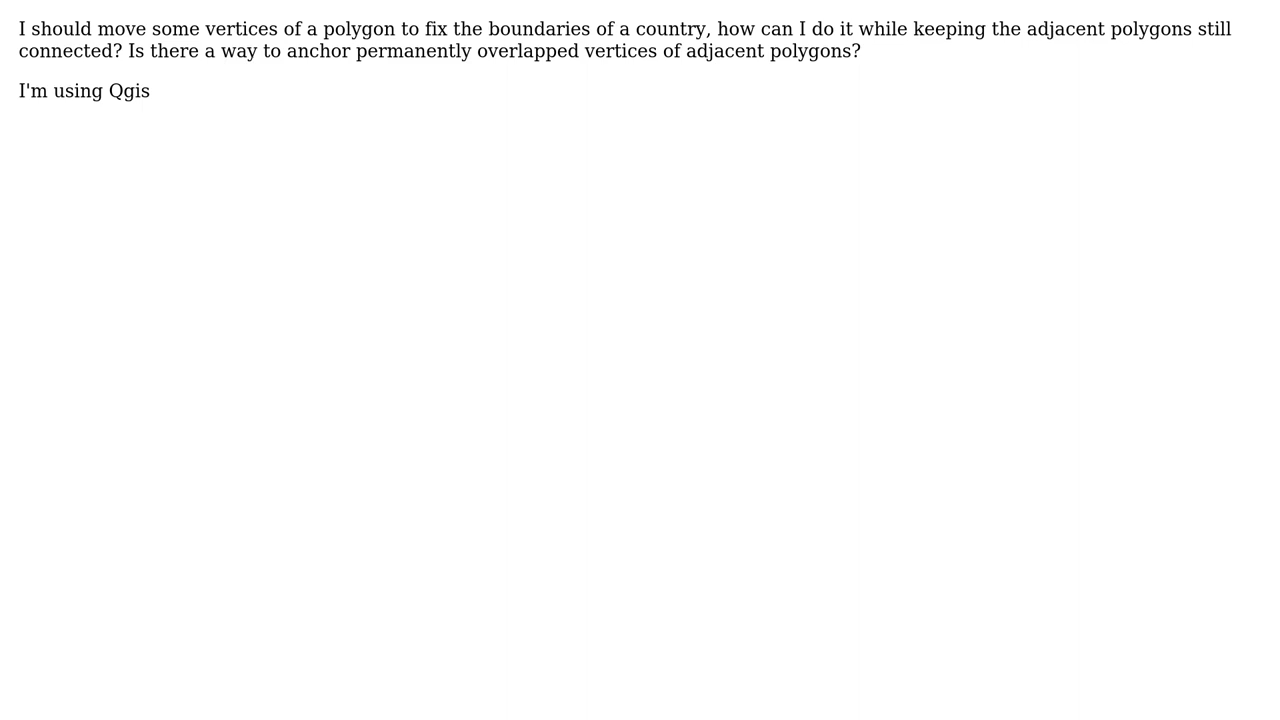 I should move some vertices of a polygon to fix the boundaries of a country, how can I do it while keeping the adjacent polygons still
connected? Is there a way to anchor permanently overlapped vertices of adjacent polygons?
I'm using Qgis